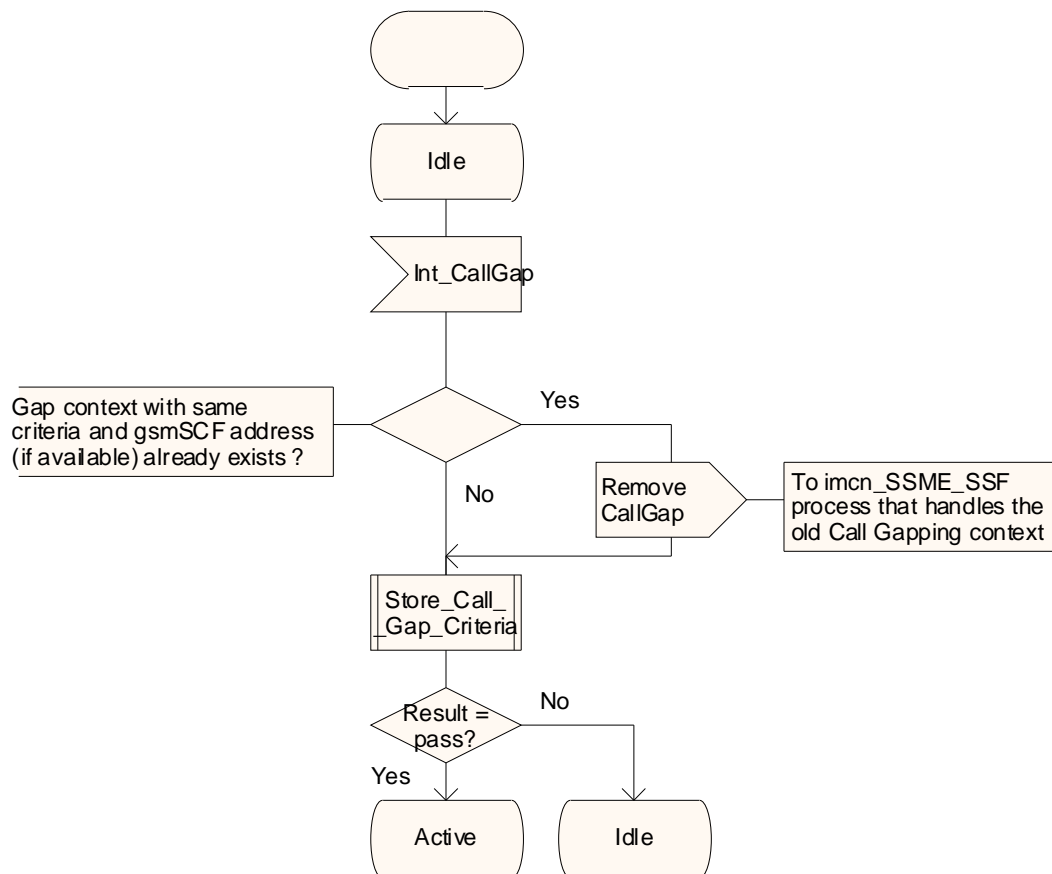 Idle
Int_CallGap
Yes
Gap context with same
criteria and gsmSCF address
(if available) already exists ?
No
Remove
CallGap
To imcn_SSME_SSF
process that handles the
old Call Gapping context
Store_Call_
_Gap_Criteria
Result =
pass?
No
Yes
Active
Idle